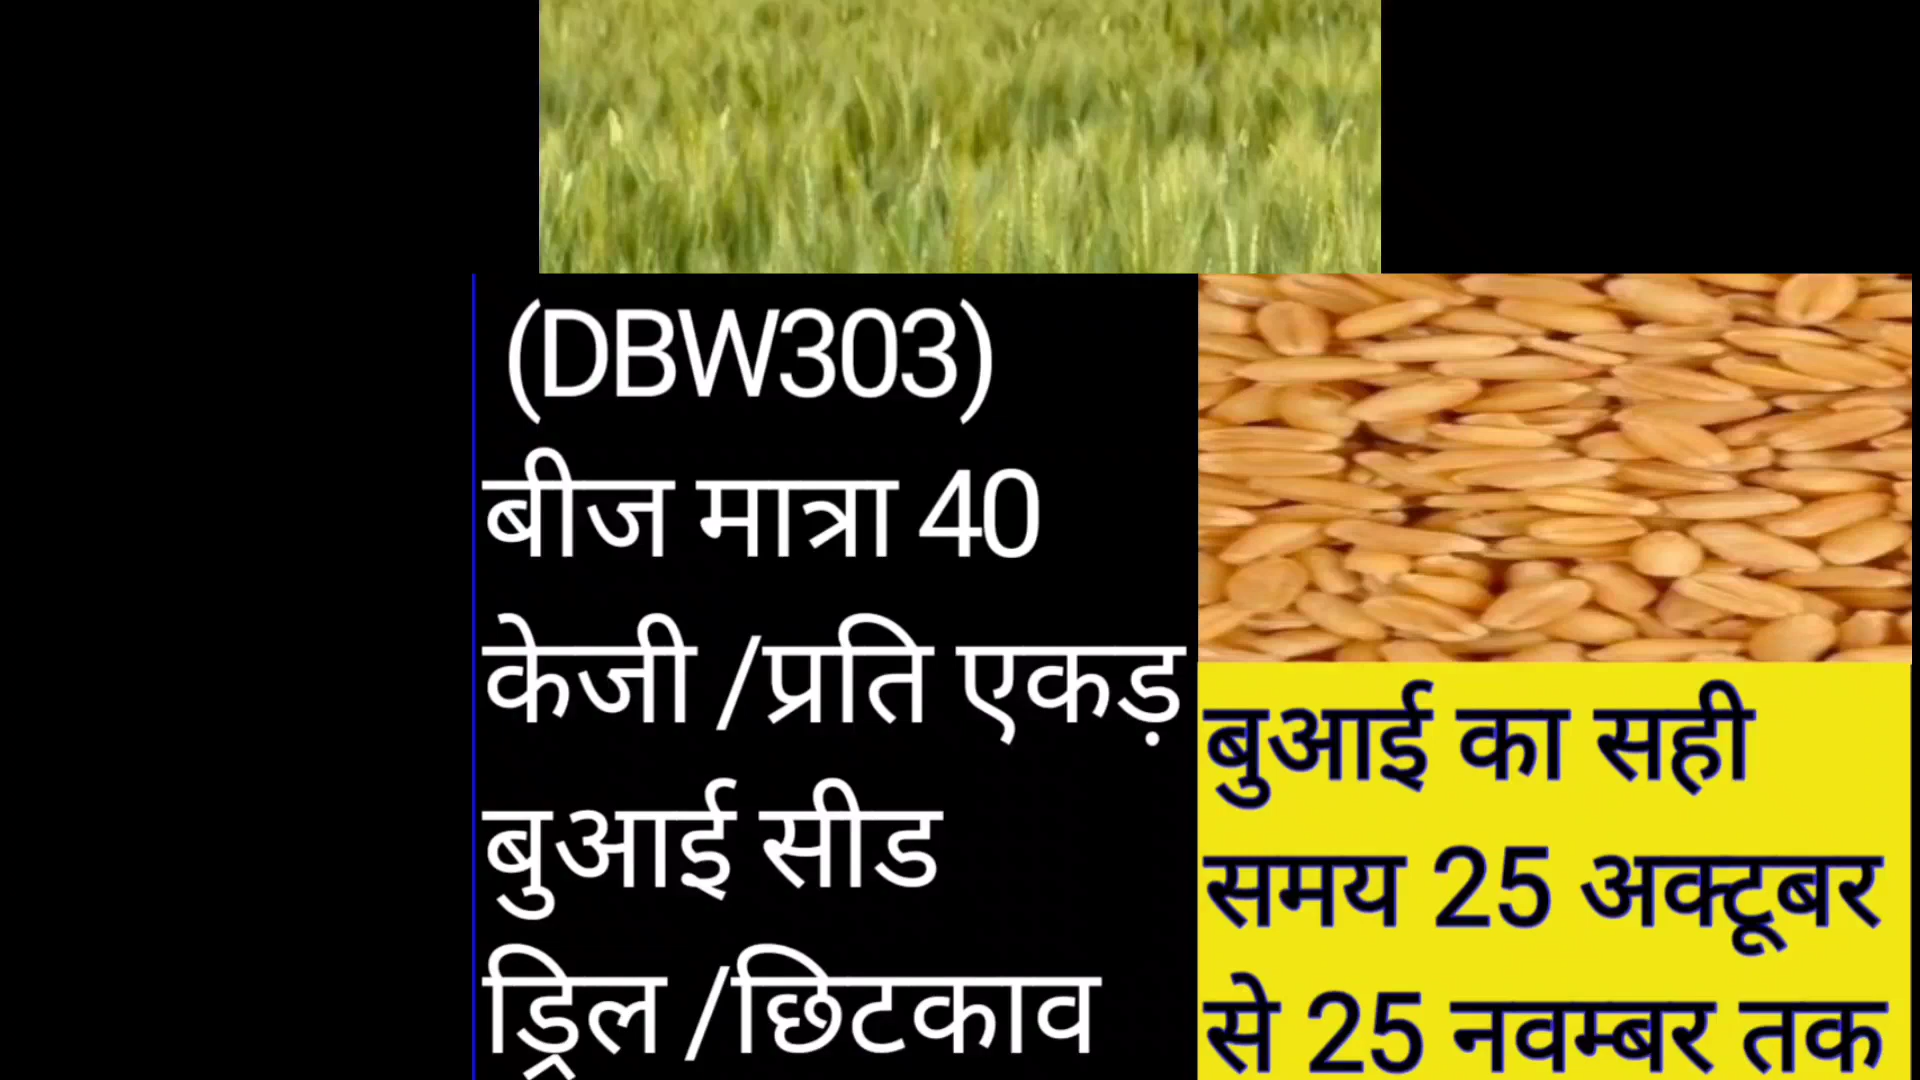 (DBW303)
बीज मात्रा 40
केजी /प्रति एकड़
बुआई सीड
ड्रिल /छिटकाव
बुआई का सही
समय 25 अक्टूबर
से 25 नवम्बर तक